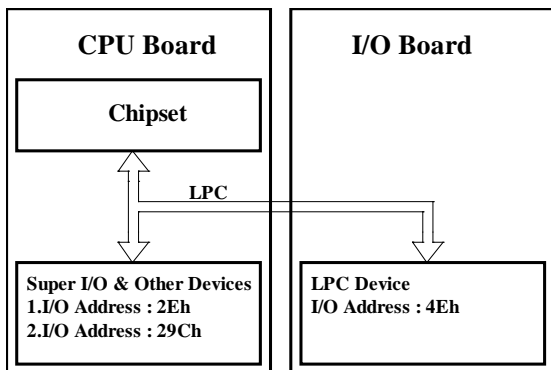 CPU Board
I/O Board
Chipset
LPC
Super I/O & Other Devices
1.I/O Address : 2Eh
2.I/O Address : 29Ch
LPC Device
I/O Address : 4Eh